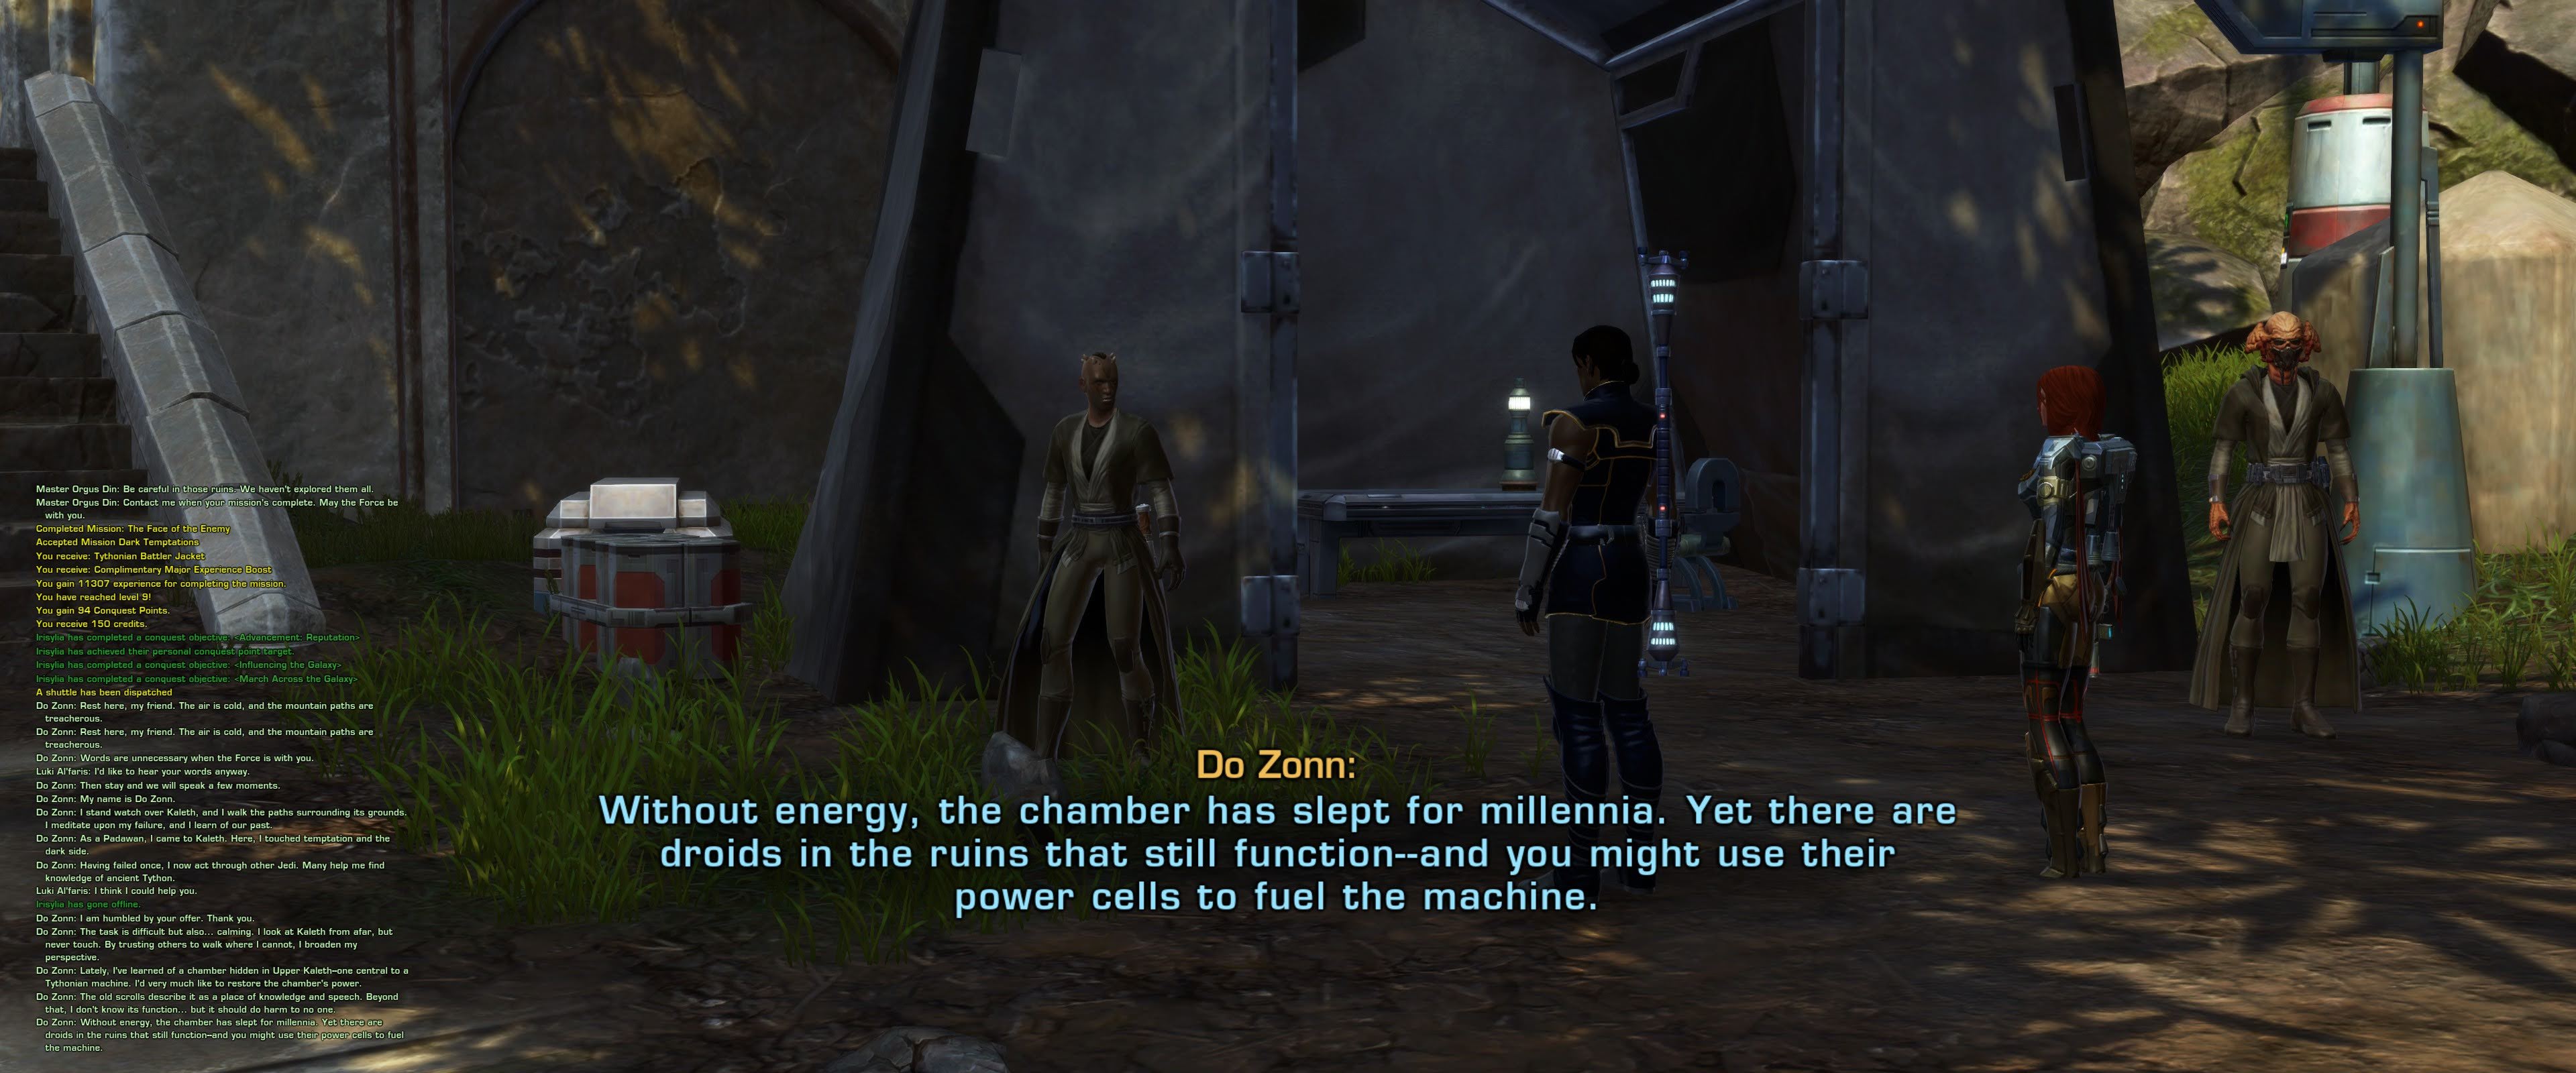 Master Orgus Din: Be careful in those ruins. We haven't explored them all.
Master Orgus Din: Contact me when your mission's complete. May the Force be
with you.
Completed Mission: The Face of the Enemy
Accepted Mission Dark Temptations
You receive: Tythonian Battler Jacket
You receive: Complimentary Major Experience Boost
You gain 11307 experience for completing the mission.
You have reached level 9!
You gain 94 Conquest Points.
You receive 150 credits.
Irisylia has completed a conquest objective: <Advancement: Reputation>
Irisylia has achieved their personal conquest point target.
Irisylia has completed a conquest objective: <Influencing the Galaxy>
Irisylia has completed a conquest objective: <March Across the Galaxy>
A shuttle has been dispatched
Do Zonn: Rest here, my friend. The air is cold, and the mountain paths are
treacherous.
Do Zonn: Rest here, my friend. The air is cold, and the mountain paths are
treacherous.
Do Zonn: Words are unnecessary when the Force is with you.
Luki Al'faris: I'd like to hear your words anyway.
Do Zonn: Then stay and we will speak a few moments.
Do Zonn: My name is Do Zonn.
Do Zonn: I stand watch over Kaleth, and I walk the paths surrounding its grounds.
I meditate upon my failure, and I learn of our past.
Do Zonn: As a Padawan, I came to Kaleth. Here, I touched temptation and the
dark side.
Do Zonn: Having failed once, I now act through other Jedi. Many help me find
knowledge of ancient Tython.
Luki Al'faris: I think I could help you.
Irisylia has gone offline.
Do Zonn: I am humbled by your offer. Thank you.
Do Zonn: The task is difficult but also... calming. I look at Kaleth from afar, but
never touch. By trusting others to walk where I cannot, I broaden my
perspective.
Do Zonn: Lately, I've learned of a chamber hidden in Upper Kaleth--one central to a
Tythonian machine. I'd very much like to restore the chamber's power.
Do Zonn: The old scrolls describe it as a place of knowledge and speech. Beyond
that, I don't know its function... but it should do harm to no one.
Do Zonn: Without energy, the chamber has slept for millennia. Yet there are
droids in the ruins that still function--and you might use their power cells to fuel
the machine.
Do Zonn:
Without energy, the chamber has slept for millennia. Yet there are
droids in the ruins that still function--and you might use their
power cells to fuel the machine.